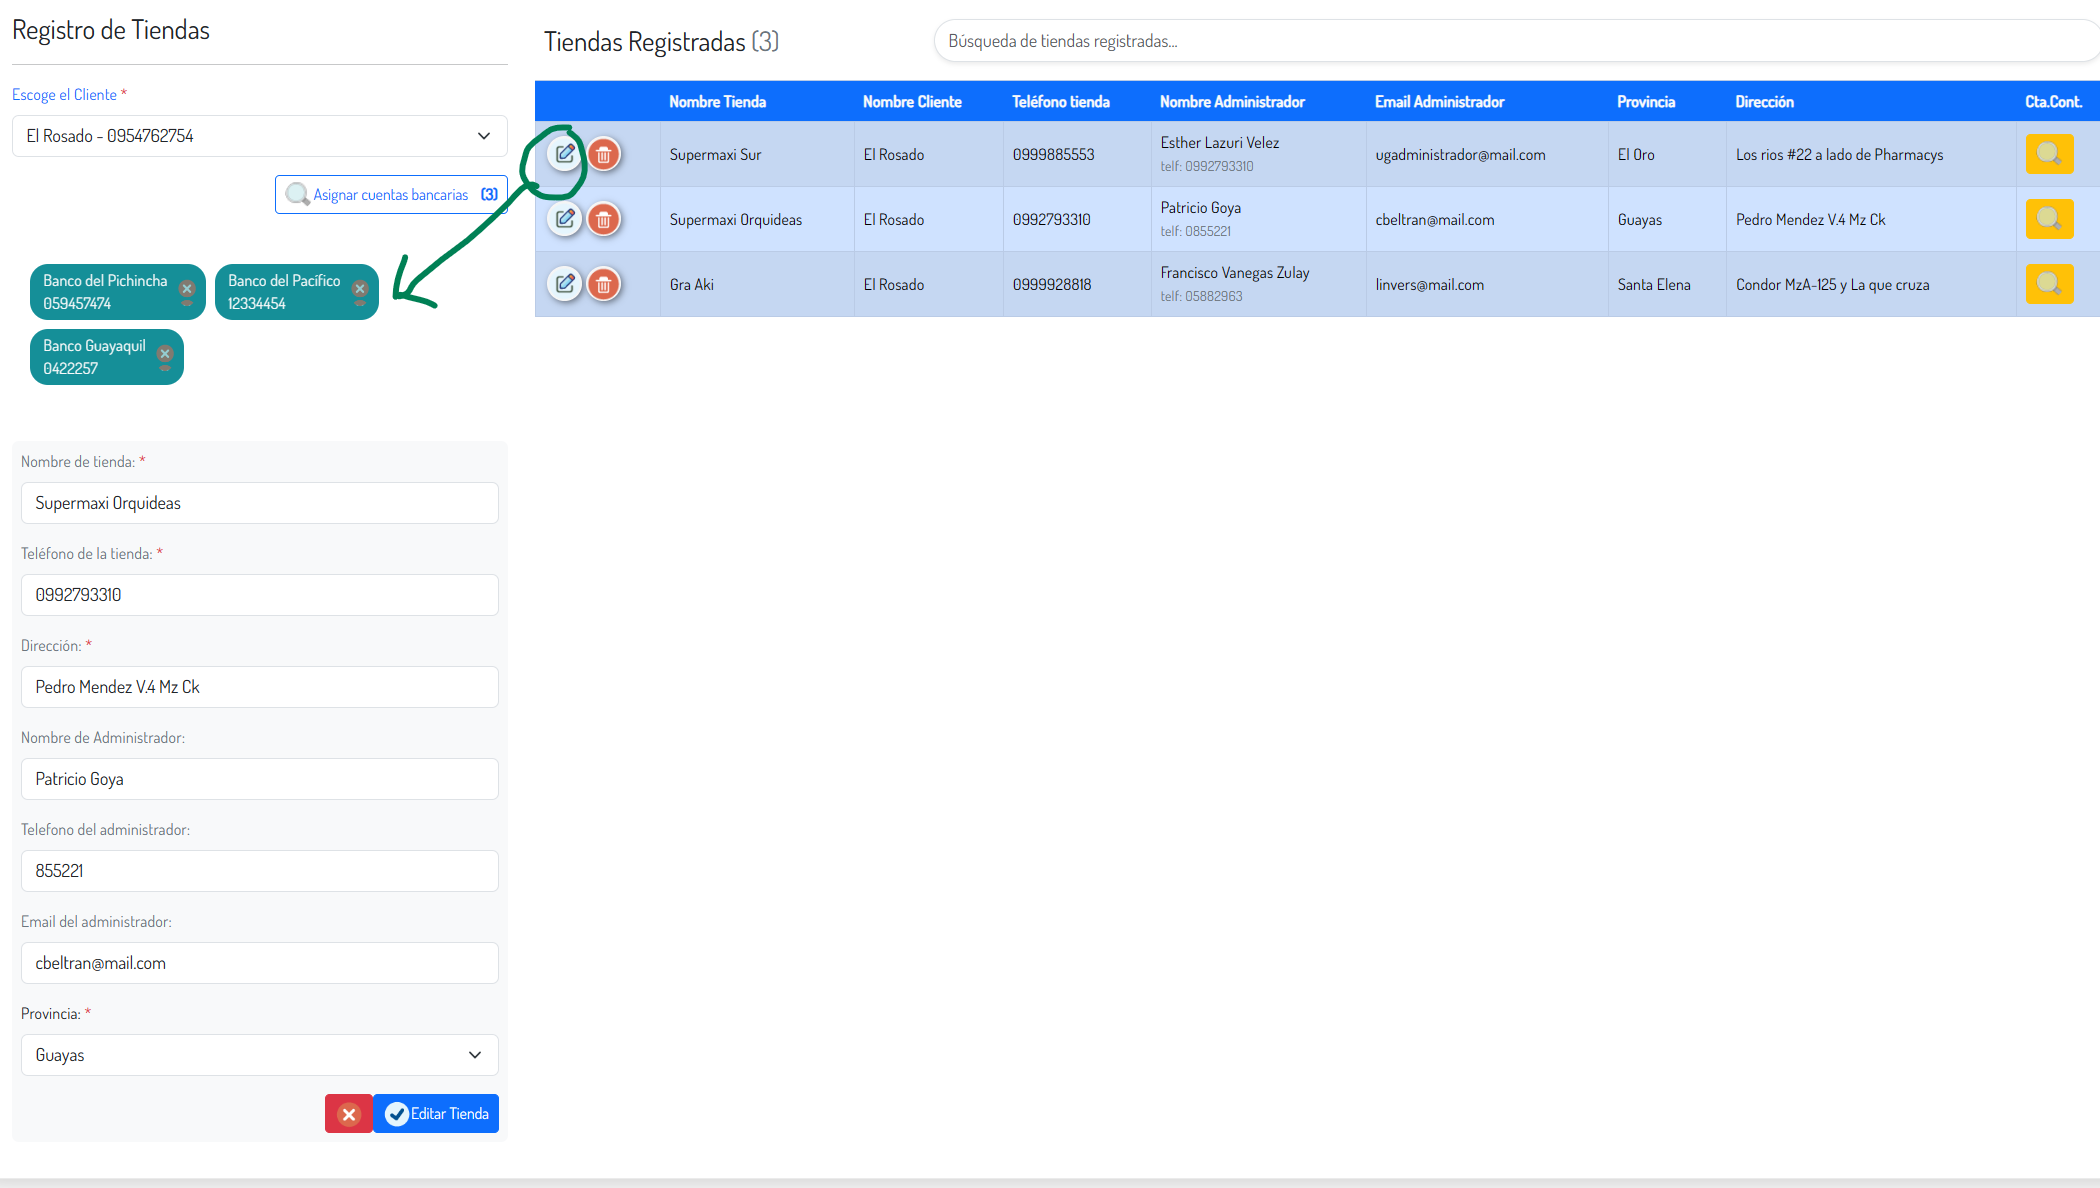 Registro de Tiendas
Escoge el Cliente *
El Rosado - 0954762754
Asignar cuentas bancarias (3)
Banco del Pichincha
059457474
Banco del Pacífico
12334454
Banco Guayaquil
0422257
Nombre de tienda: *
Supermaxi Orquideas
Teléfono de la tienda: *
0992793310
Dirección: *
Pedro Mendez V.4 Mz Ck
Nombre de Administrador:
Patricio Goya
Telefono del administrador:
855221
Email del administrador:
cbeltran@mail.com
Provincia: *
Guayas
Editar Tienda
Tiendas Registradas (3)
Búsqueda de tiendas registradas...
Nombre Tienda Nombre Cliente Teléfono tienda Nombre Administrador Email Administrador Provincia Dirección Cta.Cont.
Supermaxi Sur El Rosado 0999885553 Esther Lazuri Velez ugadministrador@mail.com El Oro Los rios #22 a lado de Pharmacys
telf: 0992793310
Supermaxi Orquideas El Rosado 0992793310 Patricio Goya cbeltran@mail.com Guayas Pedro Mendez V.4 Mz Ck
telf: 0855221
Gra Aki El Rosado 0999928818 Francisco Vanegas Zulay linvers@mail.com Santa Elena Condor MzA-125 y La que cruza
telf: 05882963